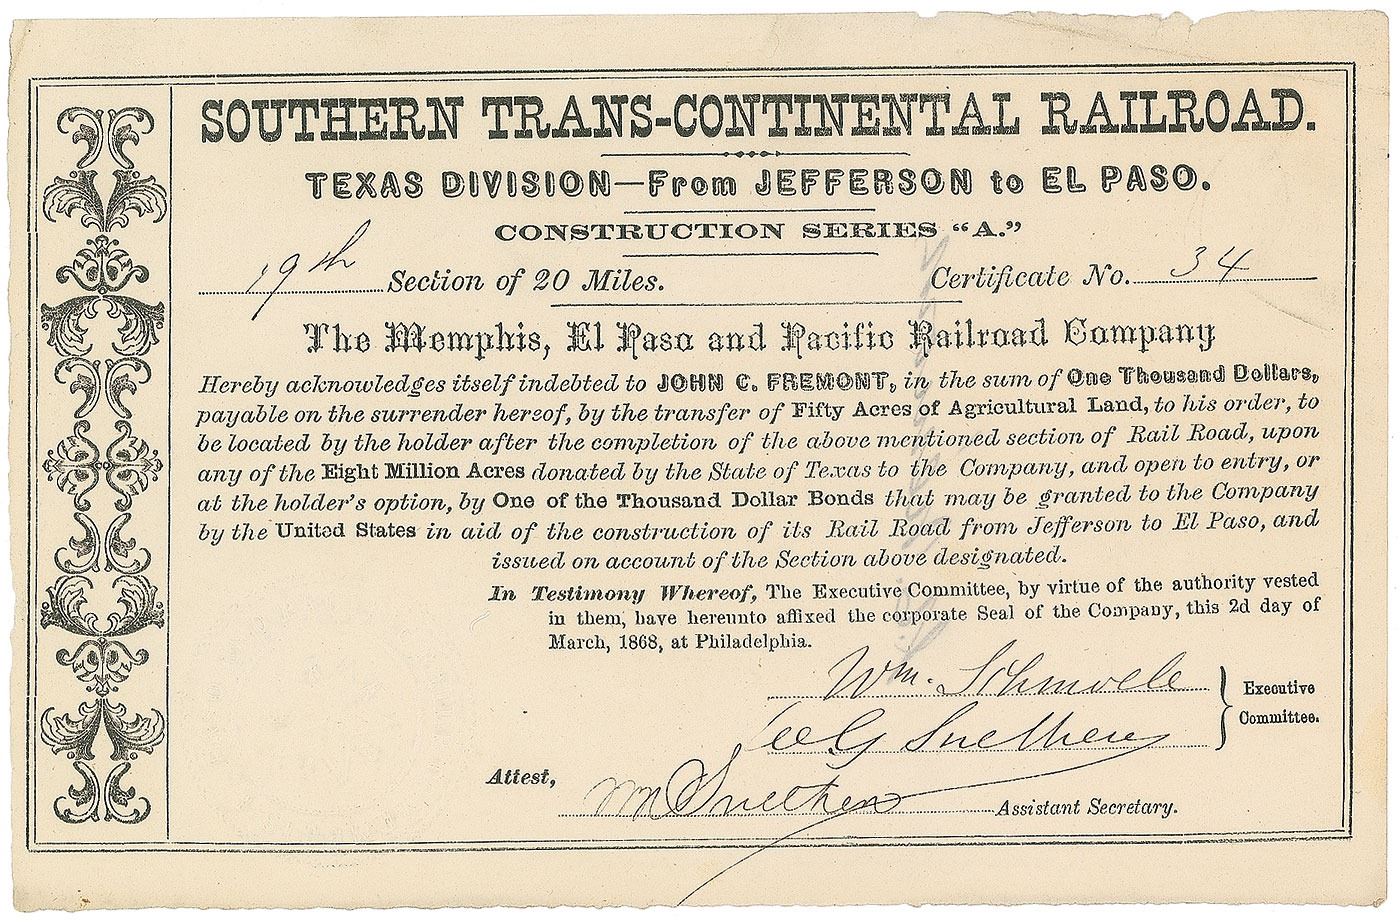 SOUTHERN TRANS-CONTINENTAL RAILROAD.
TEXAS DIVISION—From JEFFERSON to EL PASO.
CONSTRUCTION SERIES "A."
19th Section of 20 Miles. Certificate No. 34
The Memphis, El Paso and Pacific Railroad Company
Hereby acknowledges itself indebted to JOHN C. FREMONT, in the sum of One Thousand Dollars,
payable on the surrender hereof, by the transfer of Fifty Acres of Agricultural Land, to his order, to
be located by the holder after the completion of the above mentioned section of Rail Road, upon
any of the Eight Million Acres donated by the State of Texas to the Company, and open to entry, or
at the holder's option, by One of the Thousand Dollar Bonds that may be granted to the Company
by the United States in aid of the construction of its Rail Road from Jefferson to El Paso, and
issued on account of the Section above designated.
In Testimony Whereof, The Executive Committee, by virtue of the authority vested
in them, have hereunto affixed the corporate Seal of the Company, this 2d day of
March, 1868, at Philadelphia.
Wm. Schmoele
Geo G Snethen
Executive
Committee.
Attest, Wm Snethen Assistant Secretary.